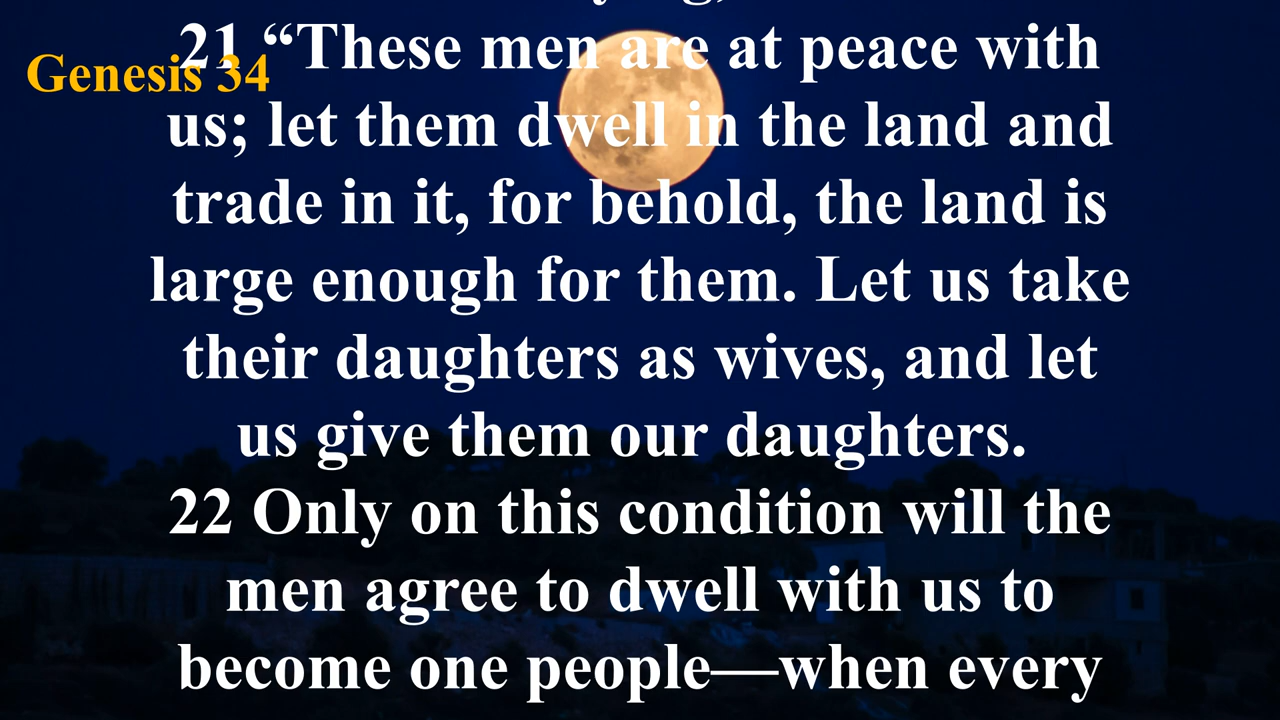 21 “These men are at peace with
Genesis 34
us; let them dwell in the land and
trade in it, for behold, the land is
large enough for them. Let us take
their daughters as wives, and let
us give them our daughters.
22 Only on this condition will the
men agree to dwell with us to
become one people—when every